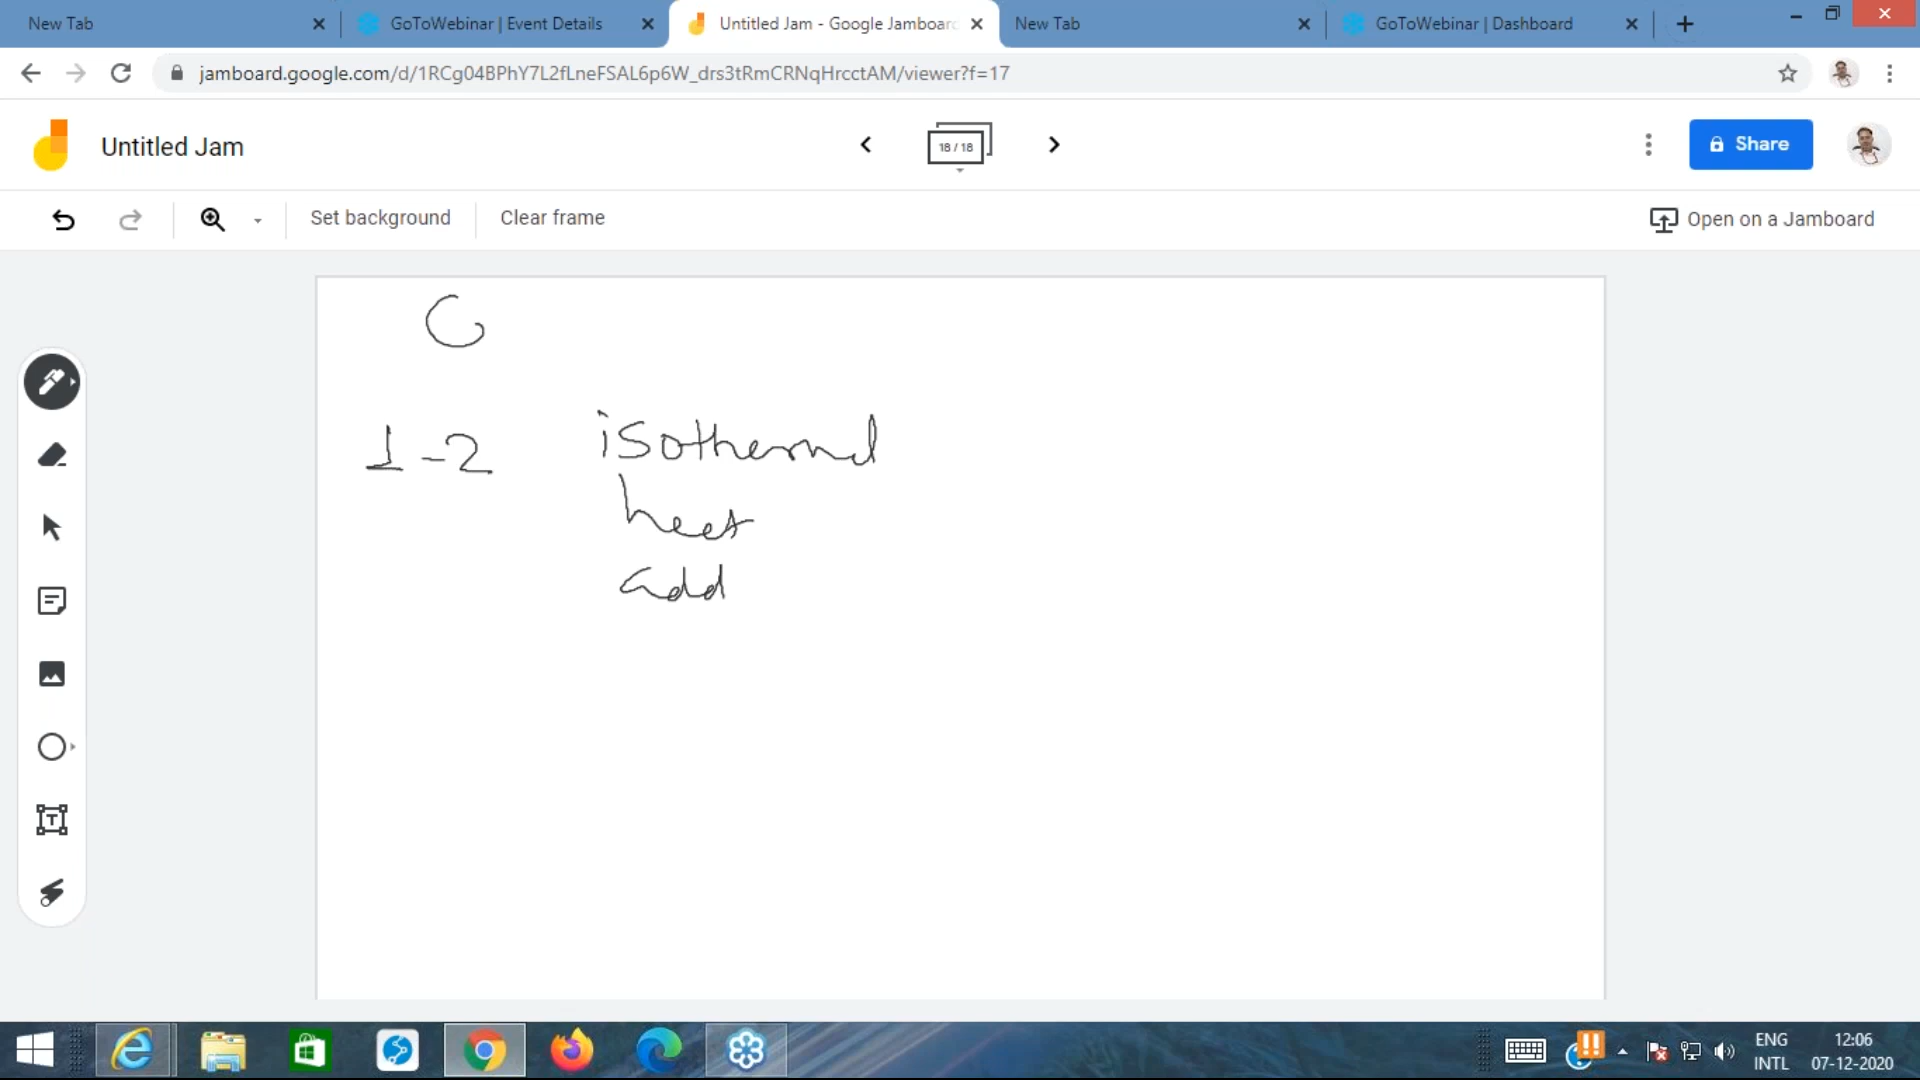 New Tab
GoToWebinar | Event Details
Untitled Jam - Google Jamboard
New Tab
GoToWebinar | Dashboard
jamboard.google.com/d/1RCg04BPhY7L2fLneFSAL6p6W_drs3tRmCRNqHrcctAM/viewer?f=17
Untitled Jam
18 / 18
Share
Set background
Clear frame
Open on a Jamboard
C
1-2 isothermal
heat
add
T
ENG 12:06
INTL 07-12-2020